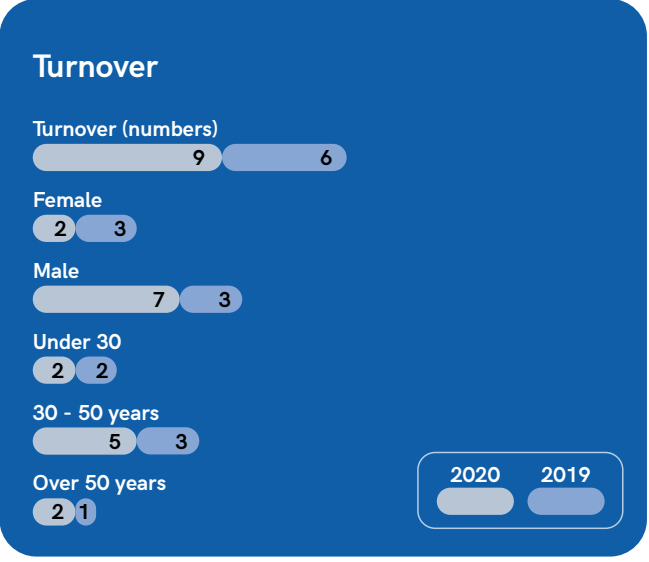 Turnover
Turnover (numbers)
9 6
Female
2 3
Male
7 3
Under 30
2 2
30 - 50 years
5 3
Over 50 years
2 1
2020 2019